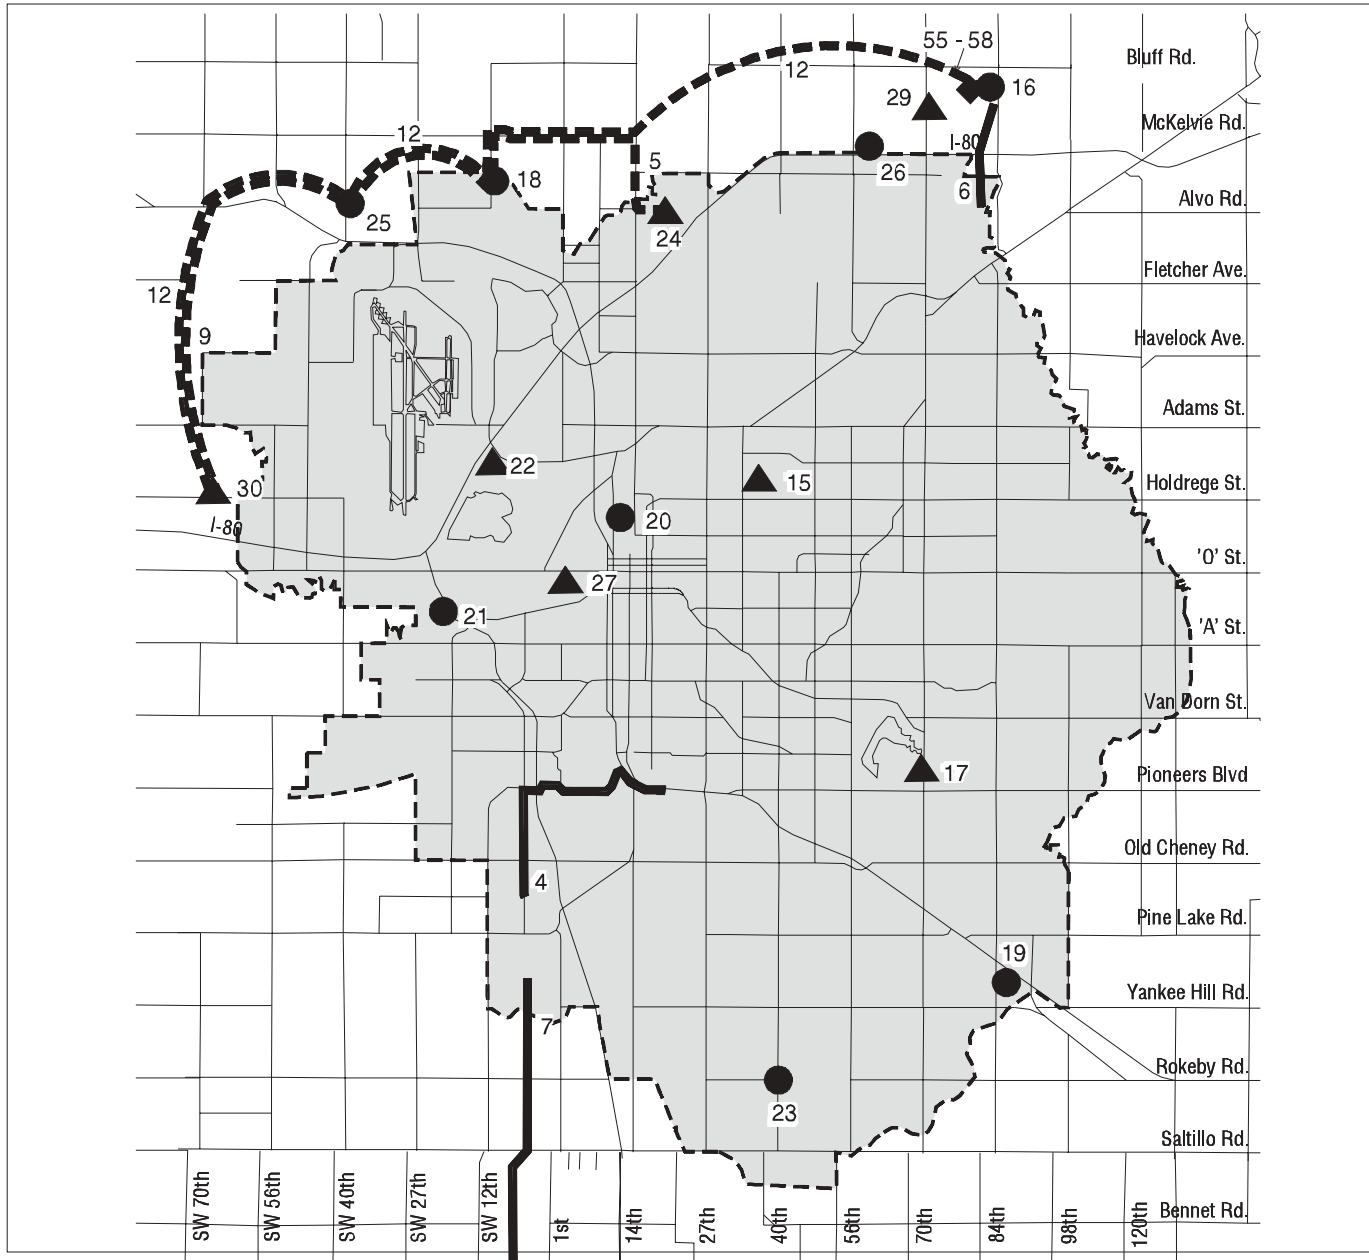 55 - 58
Bluff Rd.
12
16
29
McKelvie Rd.
12
I-80
5
26
18
6
Alvo Rd.
25
24
Fletcher Ave.
12
9
Havelock Ave.
Adams St.
22
15
Holdrege St.
30
20
I-80
'O' St.
27
21
'A' St.
Van Dorn St.
17
Pioneers Blvd
Old Cheney Rd.
4
Pine Lake Rd.
19
Yankee Hill Rd.
7
Rokeby Rd.
23
Saltillo Rd.
SW 70th
SW 56th
SW 40th
SW 27th
SW 12th
1st
14th
27th
40th
56th
70th
84th
98th
120th
Bennet Rd.